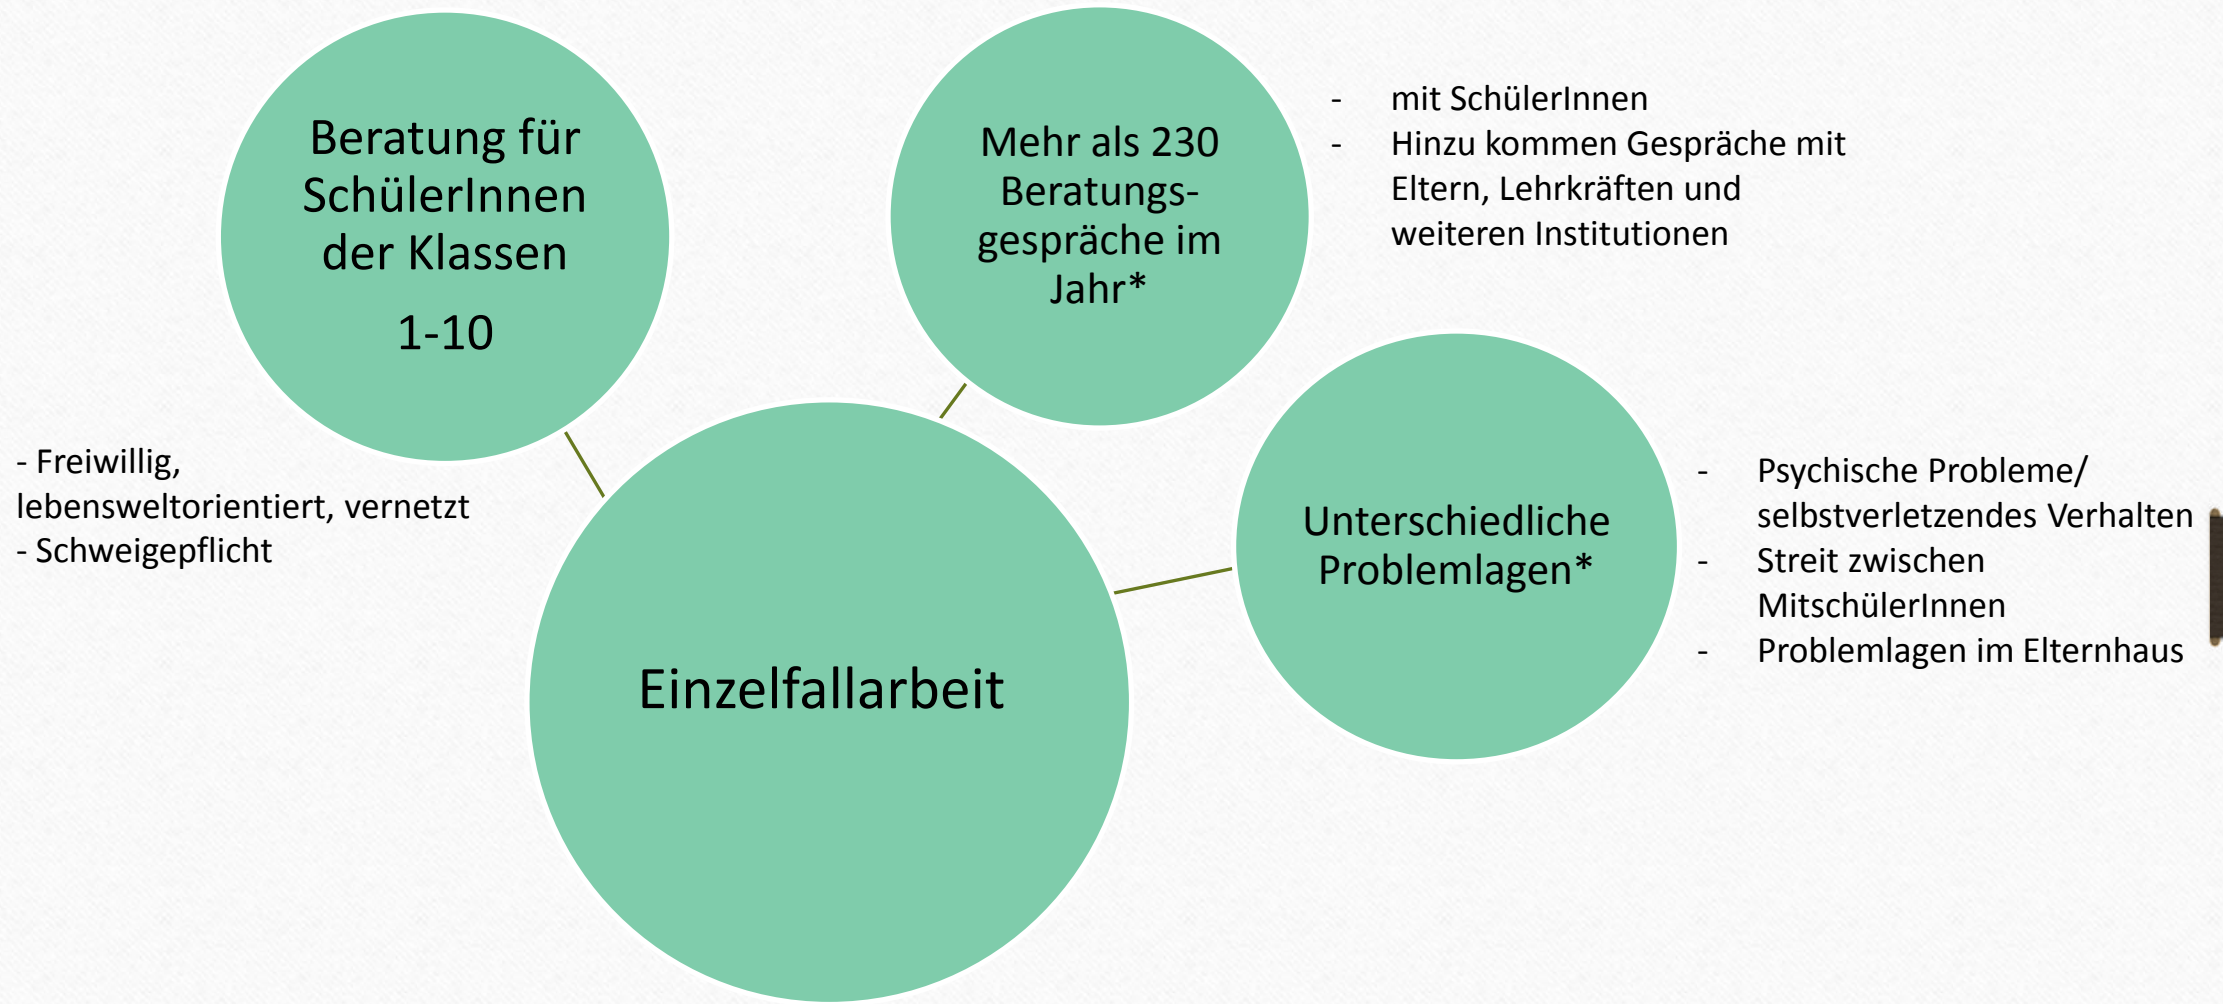 Beratung für
SchülerInnen
der Klassen
1-10
- Freiwillig,
lebensweltorientiert, vernetzt
- Schweigepflicht
Mehr als 230
Beratungs-
gespräche im
Jahr*
- mit SchülerInnen
- Hinzu kommen Gespräche mit
Eltern, Lehrkräften und
weiteren Institutionen
Unterschiedliche
Problemlagen*
- Psychische Probleme/
selbstverletzendes Verhalten
- Streit zwischen
MitschülerInnen
- Problemlagen im Elternhaus
Einzelfallarbeit